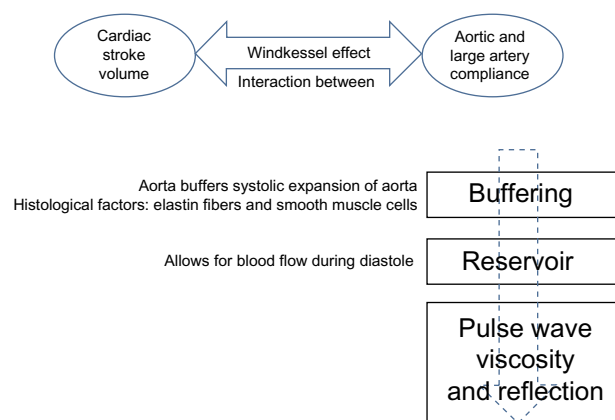 Cardiac
stroke
volume
Windkessel effect
Interaction between
Aortic and
large artery
compliance
Aorta buffers systolic expansion of aorta
Histological factors: elastin fibers and smooth muscle cells
Buffering
Allows for blood flow during diastole
Reservoir
Pulse wave
viscosity
and reflection